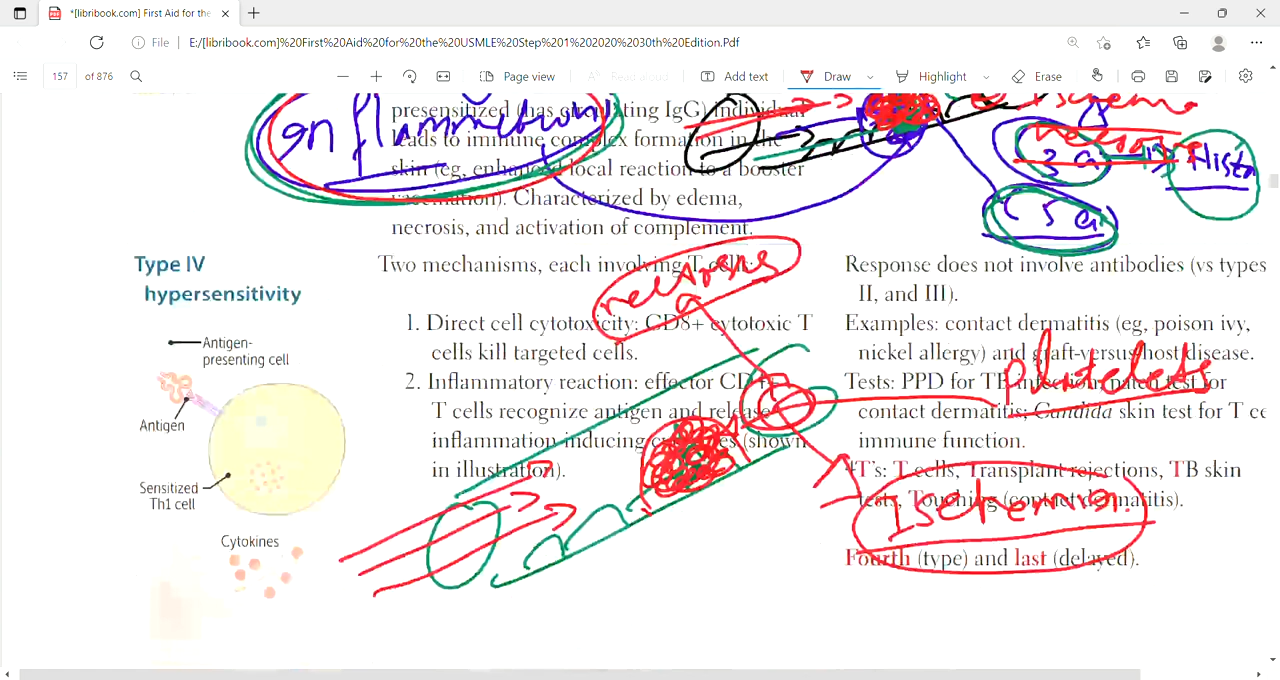 *[libribook.com] First Aid for the
File
E:/[libribook.com]%20First%20Aid%20for%20the%20USMLE%20Step%201%202020%2030th%20Edition.Pdf
157 of 876
Page view
Read aloud
Add text
Draw
Highlight
Erase
presensitized (has circulating IgG) individual
leads to immune complex formation in the
skin (eg, enhanced local reaction to a booster
vaccination). Characterized by edema,
necrosis, and activation of complement.
3a
Histn
5a
Type IV
hypersensitivity
Antigen-
presenting cell
Antigen
Sensitized
Th1 cell
Cytokines
Two mechanisms, each involving T cells:
necrosis
1. Direct cell cytotoxicity: CD8+ cytotoxic T
cells kill targeted cells.
2. Inflammatory reaction: effector CD4+
T cells recognize antigen and release
inflammation-inducing cytokines (shown
in illustration).
Response does not involve antibodies (vs types
II, and III).
Examples: contact dermatitis (eg, poison ivy,
nickel allergy) and graft-versus-host disease.
platelets
Tests: PPD for TB infection; patch test for
contact dermatitis; Candida skin test for T ce
immune function.
4T's: T cells, Transplant rejections, TB skin
tests, Touching (contact dermatitis).
Ischemia
Fourth (type) and last (delayed).